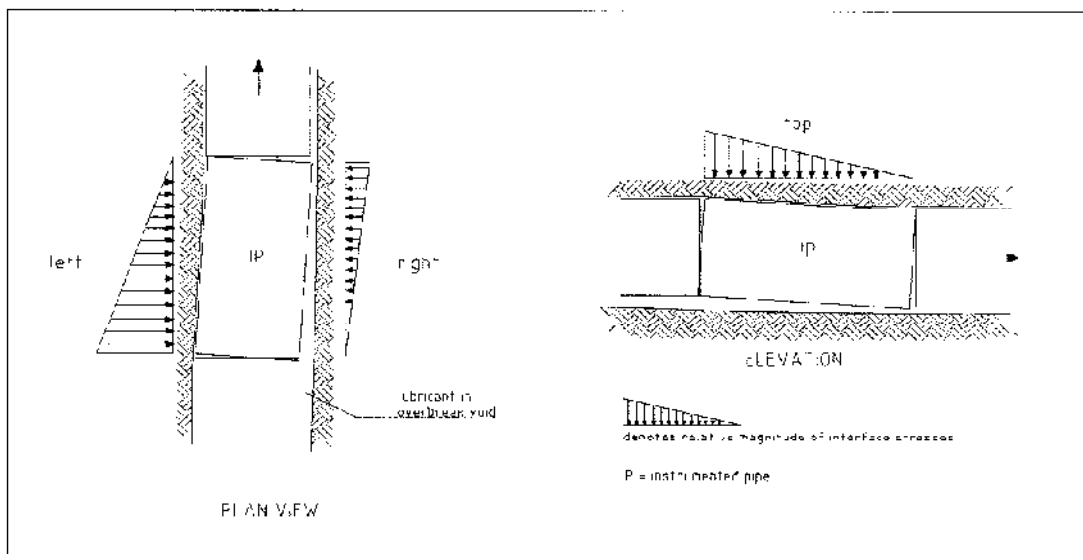 left
IP
right
lubricant in
overbreak void
PLAN VIEW
top
IP
ELEVATION
denotes relative magnitude of interface stresses
IP = instrumented pipe